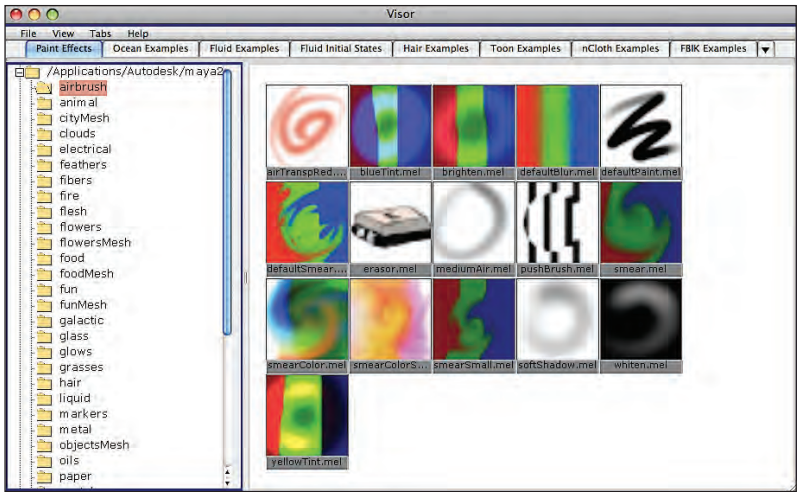 Visor
File View Tabs Help
Paint Effects Ocean Examples Fluid Examples Fluid Initial States Hair Examples Toon Examples nCloth Examples FBIK Examples
/Applications/Autodesk/maya2
airbrush
animal
cityMesh
clouds
electrical
feathers
fibers
fire
flesh
flowers
flowersMesh
food
foodMesh
fun
funMesh
galactic
glass
glows
grasses
hair
liquid
markers
metal
objectsMesh
oils
paper
airTranspRed.... blueTint.mel brighten.mel defaultBlur.mel defaultPaint.mel
defaultSmear.... erasor.mel mediumAir.mel pushBrush.mel smear.mel
smearColor.mel smearColorS... smearSmall.mel softShadow.mel whiten.mel
yellowTint.mel